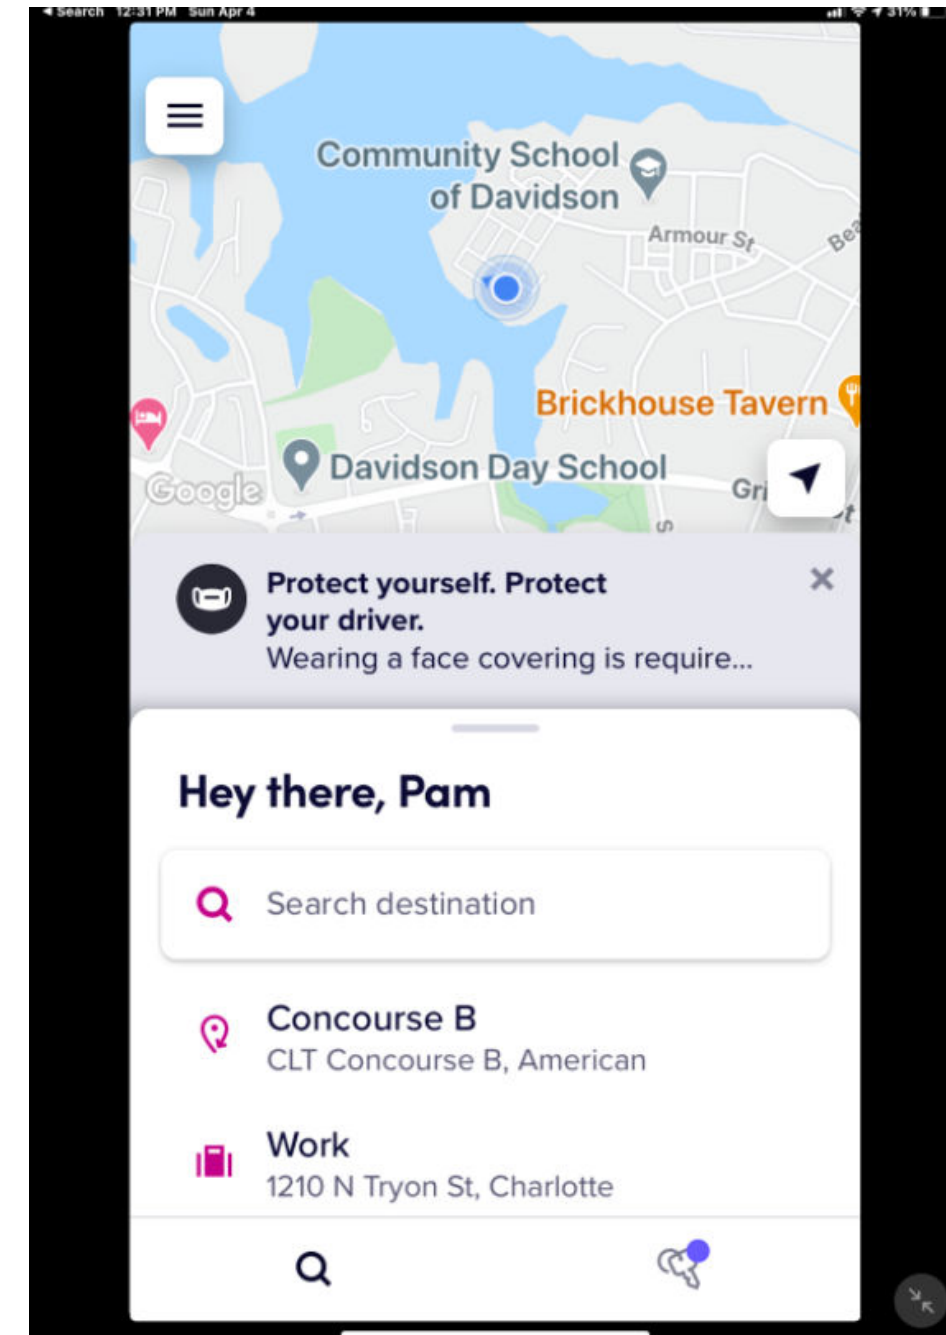 Search 12:31 PM Sun Apr 4 31%
Community School
of Davidson
Armour St
Bea
Brickhouse Tavern
Davidson Day School
Google
Gri
t
S
Protect yourself. Protect
your driver.
Wearing a face covering is require...
Hey there, Pam
Search destination
Concourse B
CLT Concourse B, American
Work
1210 N Tryon St, Charlotte